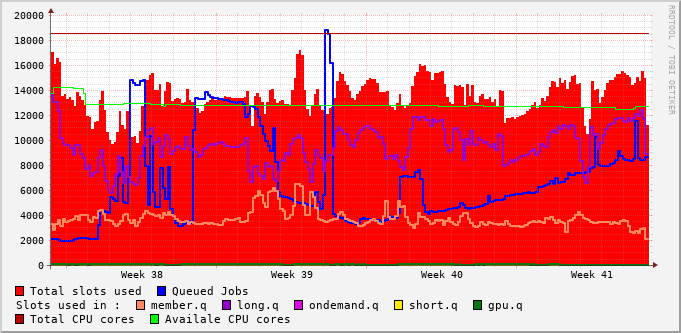 20000
18000
16000
14000
12000
10000
8000
6000
4000
2000
0
Week 38 Week 39 Week 40 Week 41
RRDTOOL / TOBI OETIKER
Total slots used Queued Jobs
Slots used in : member.q long.q ondemand.q short.q gpu.q
Total CPU cores Availale CPU cores